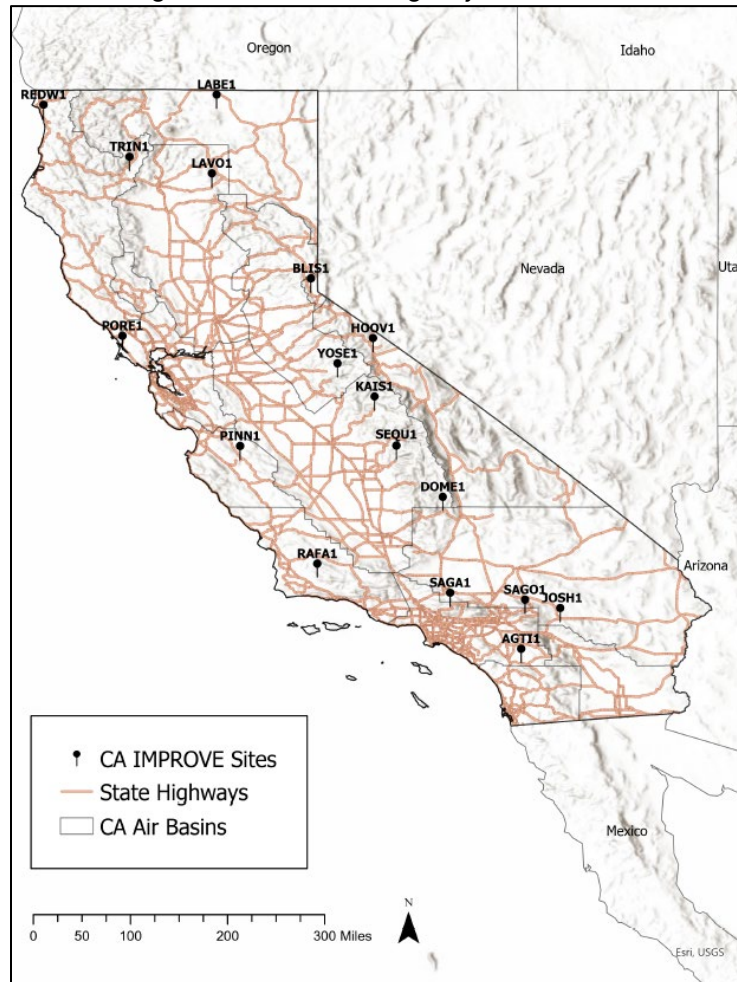 Oregon
Idaho
LABE1
REDW1
TRIN1
LAVO1
BLIS1
Nevada
Uta
PORE1
HOOV1
YOSE1
KAIS1
PINN1
SEQU1
DOME1
RAFA1
Arizona
SAGA1
SAGO1
JOSH1
AGTI1
CA IMPROVE Sites
State Highways
CA Air Basins
Mexico
N
0 50 100 200 300 Miles
Esri, USGS